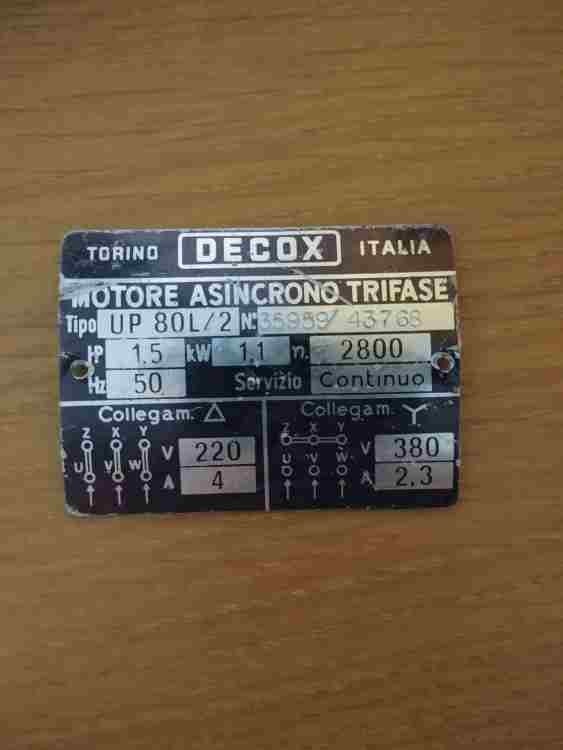 TORINO DECOX ITALIA
MOTORE ASINCRONO TRIFASE
Tipo UP 80L/2 N: 35959/43768
HP 1,5 kW 1,1 n. 2800
Hz 50 Servizio Continuo
Collegam. △
Z X Y
U V W
V 220
A 4
Collegam. Y
Z X Y
U V W
V 380
A 2,3